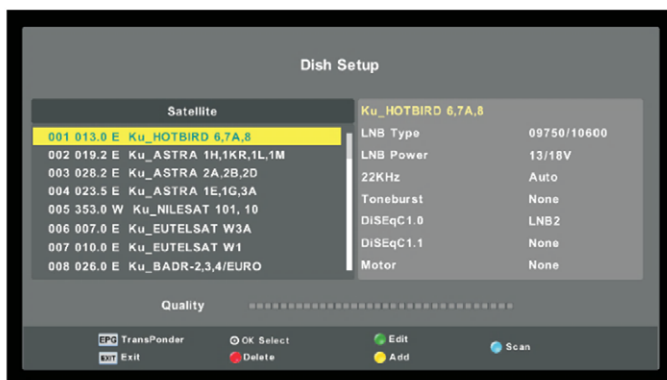 Dish Setup
Satellite
001 013.0 E Ku_HOTBIRD 6,7A,8
002 019.2 E Ku_ASTRA 1H,1KR,1L,1M
003 028.2 E Ku_ASTRA 2A,2B,2D
004 023.5 E Ku_ASTRA 1E,1G,3A
005 353.0 W Ku_NILESAT 101, 10
006 007.0 E Ku_EUTELSAT W3A
007 010.0 E Ku_EUTELSAT W1
008 026.0 E Ku_BADR-2,3,4/EURO
Ku_HOTBIRD 6,7A,8
LNB Type 09750/10600
LNB Power 13/18V
22KHz Auto
Toneburst None
DiSEqC1.0 LNB2
DiSEqC1.1 None
Motor None
Quality
EPG TransPonder OK Select Edit Scan
EXIT Exit Delete Add